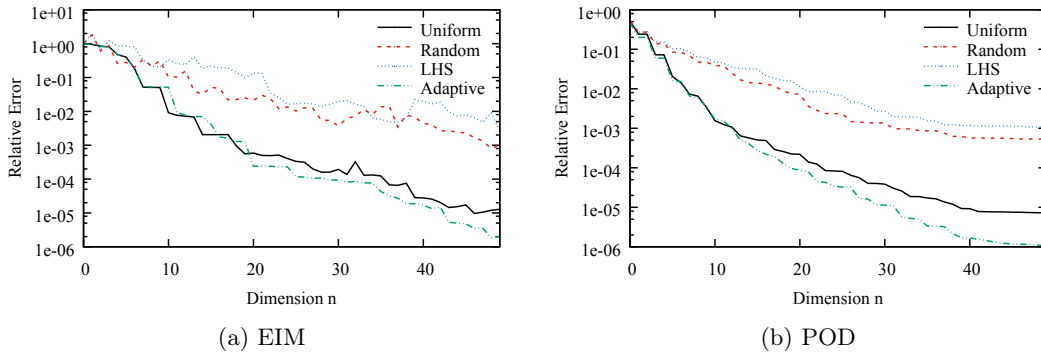 1e+01
1e+00
1e-01
1e-02
1e-03
1e-04
1e-05
1e-06
Relative Error
0 10 20 30 40
Dimension n
Uniform
Random
LHS
Adaptive
(a) EIM
1e+00
1e-01
1e-02
1e-03
1e-04
1e-05
1e-06
Relative Error
0 10 20 30 40
Dimension n
Uniform
Random
LHS
Adaptive
(b) POD